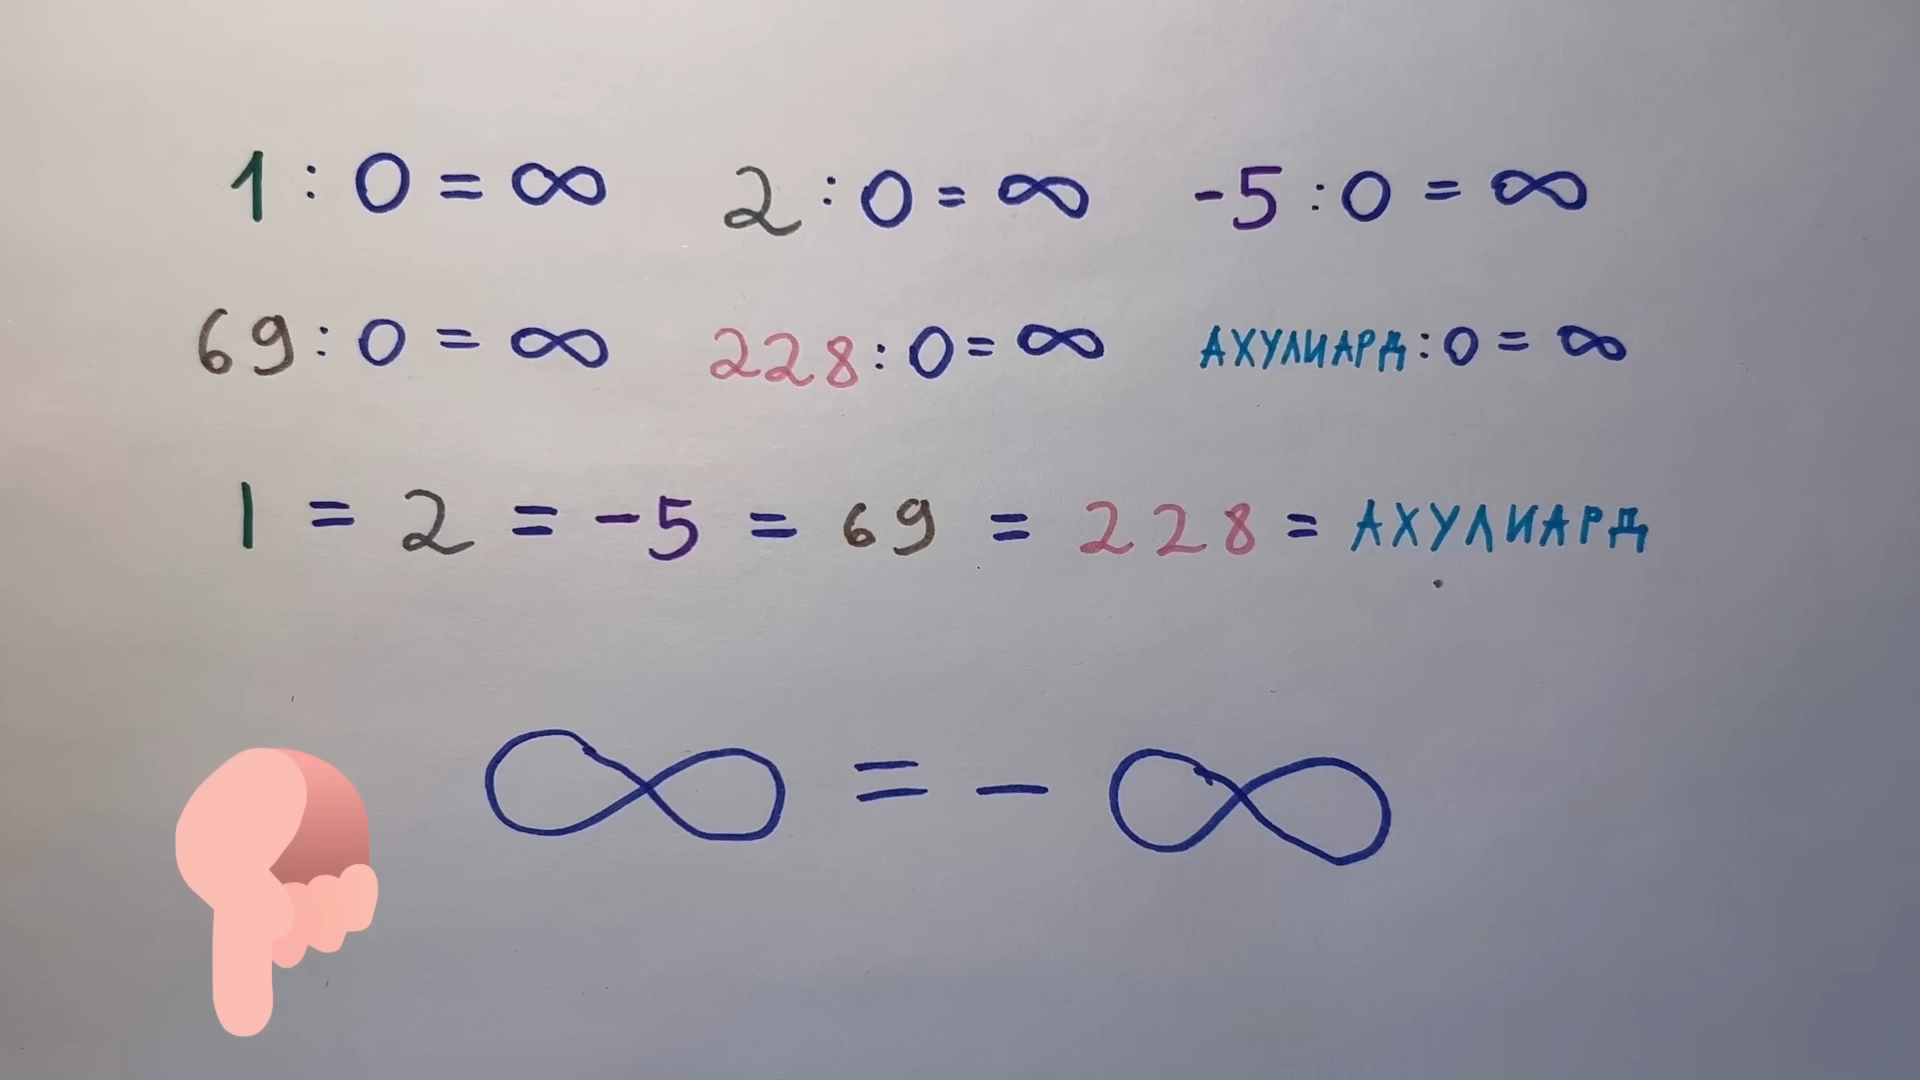 1 : 0 = ∞ 2 : 0 = ∞ -5 : 0 = ∞
69 : 0 = ∞ 228 : 0 = ∞ АХУЛИАРД : 0 = ∞
1 = 2 = -5 = 69 = 228 = АХУЛИАРД
∞ = - ∞